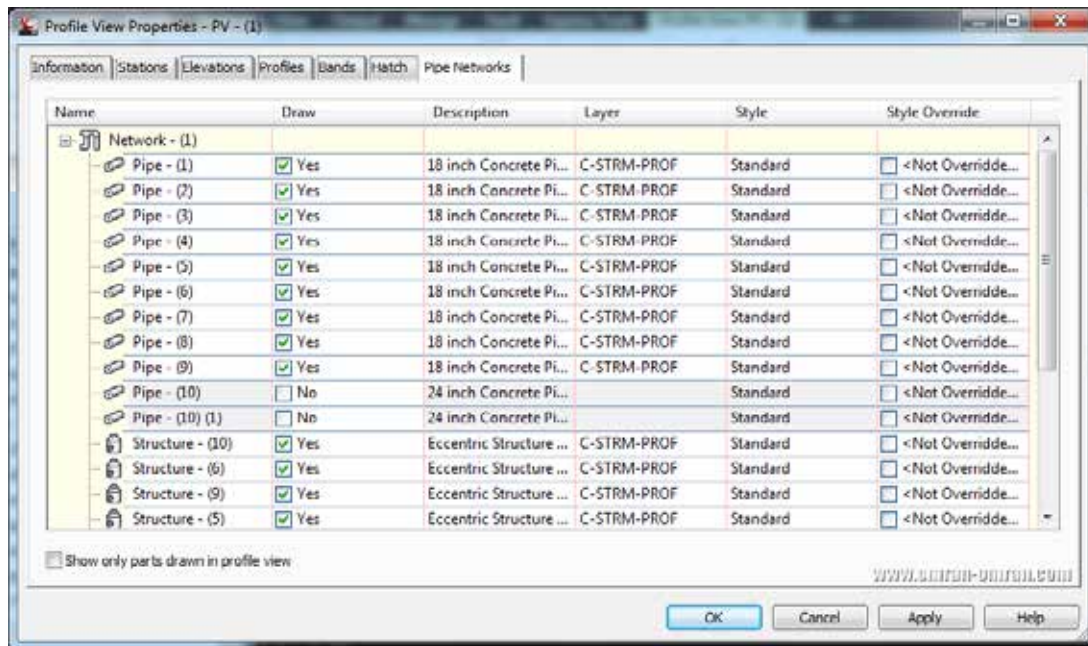 Profile View Properties - PV - (1)
Information Stations Elevations Profiles Bands Hatch Pipe Networks
Name Draw Description Layer Style Style Override
Network - (1)
Pipe - (1) Yes 18 inch Concrete Pi... C-STRM-PROF Standard <Not Overridde...
Pipe - (2) Yes 18 inch Concrete Pi... C-STRM-PROF Standard <Not Overridde...
Pipe - (3) Yes 18 inch Concrete Pi... C-STRM-PROF Standard <Not Overridde...
Pipe - (4) Yes 18 inch Concrete Pi... C-STRM-PROF Standard <Not Overridde...
Pipe - (5) Yes 18 inch Concrete Pi... C-STRM-PROF Standard <Not Overridde...
Pipe - (6) Yes 18 inch Concrete Pi... C-STRM-PROF Standard <Not Overridde...
Pipe - (7) Yes 18 inch Concrete Pi... C-STRM-PROF Standard <Not Overridde...
Pipe - (8) Yes 18 inch Concrete Pi... C-STRM-PROF Standard <Not Overridde...
Pipe - (9) Yes 18 inch Concrete Pi... C-STRM-PROF Standard <Not Overridde...
Pipe - (10) No 24 inch Concrete Pi... Standard <Not Overridde...
Pipe - (10) (1) No 24 inch Concrete Pi... Standard <Not Overridde...
Structure - (10) Yes Eccentric Structure ... C-STRM-PROF Standard <Not Overridde...
Structure - (6) Yes Eccentric Structure ... C-STRM-PROF Standard <Not Overridde...
Structure - (9) Yes Eccentric Structure ... C-STRM-PROF Standard <Not Overridde...
Structure - (5) Yes Eccentric Structure ... C-STRM-PROF Standard <Not Overridde...
Show only parts drawn in profile view
www.omran-omran.com
OK Cancel Apply Help